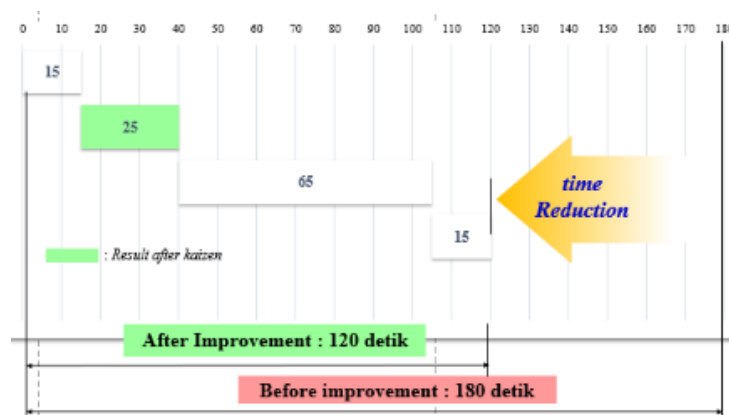 0 10 20 30 40 50 60 70 80 90 100 110 120 130 140 150 160 170 180
15
25
65
time
Reduction
15
: Result after kaizen
After Improvement : 120 detik
Before improvement : 180 detik